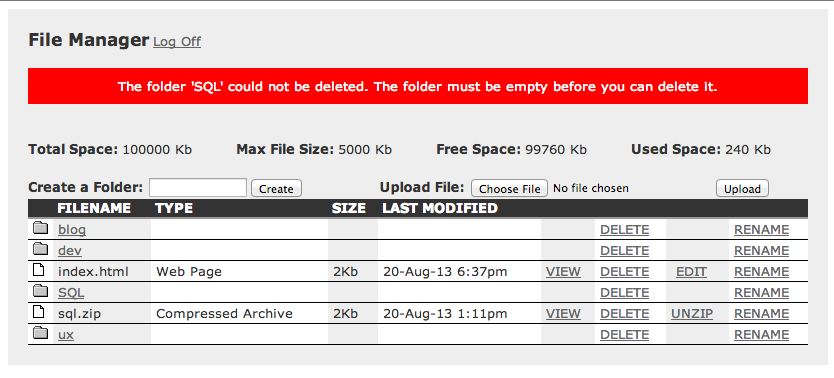 File Manager Log Off
The folder 'SQL' could not be deleted. The folder must be empty before you can delete it.
Total Space: 100000 Kb Max File Size: 5000 Kb Free Space: 99760 Kb Used Space: 240 Kb
Create a Folder: Create Upload File: Choose File No file chosen Upload
FILENAME TYPE SIZE LAST MODIFIED
blog DELETE RENAME
dev DELETE RENAME
index.html Web Page 2Kb 20-Aug-13 6:37pm VIEW DELETE EDIT RENAME
SQL DELETE RENAME
sql.zip Compressed Archive 2Kb 20-Aug-13 1:11pm VIEW DELETE UNZIP RENAME
ux DELETE RENAME